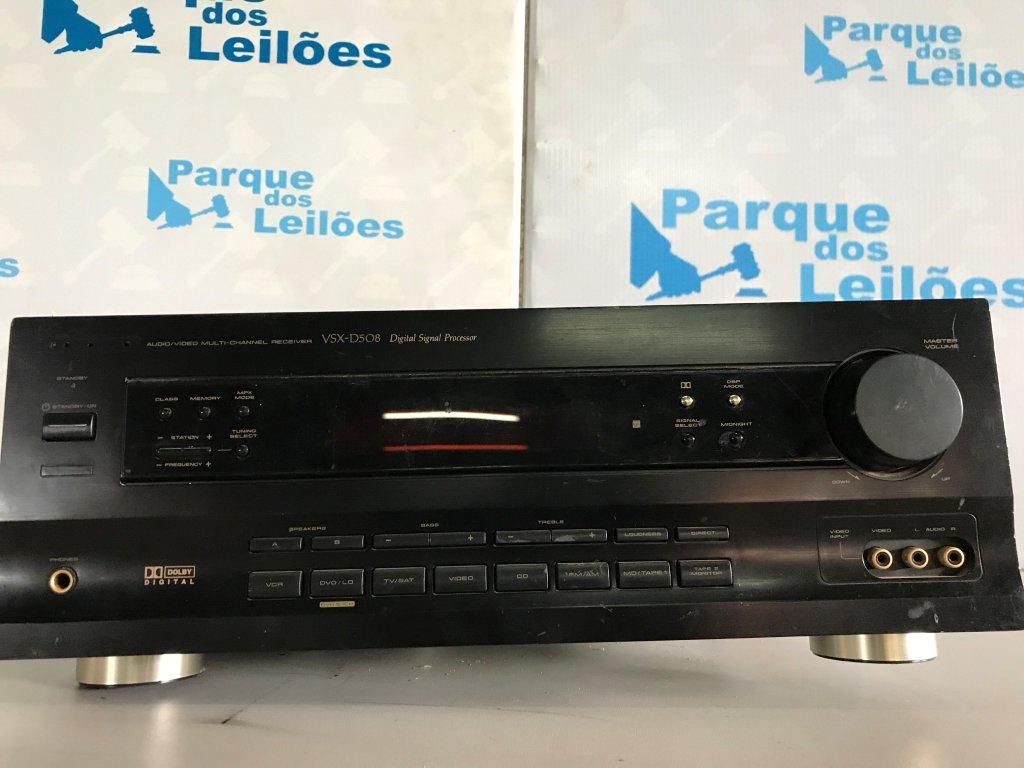 que
dos
Leilões
Parque
dos
Leilões
Parque
dos
Leilões
Parque
dos
Leilões
s
AUDIO/VIDEO MULTI-CHANNEL RECEIVER VSX-D508 Digital Signal Processor
MASTER
VOLUME
STANDBY
STANDBY/ON
CLASS MEMORY MPX
MODE
− STATION +
TUNING
SELECT
− FREQUENCY +
DSP
MODE
SIGNAL
SELECT
MIDNIGHT
DOWN UP
SPEAKERS BASS TREBLE
A B − + − + LOUDNESS DIRECT
VIDEO
INPUT
VIDEO L AUDIO R
PHONES
DOLBY
DIGITAL
VCR DVD/LD TV/SAT VIDEO CD MD/TAPE1 TAPE 2
MONITOR